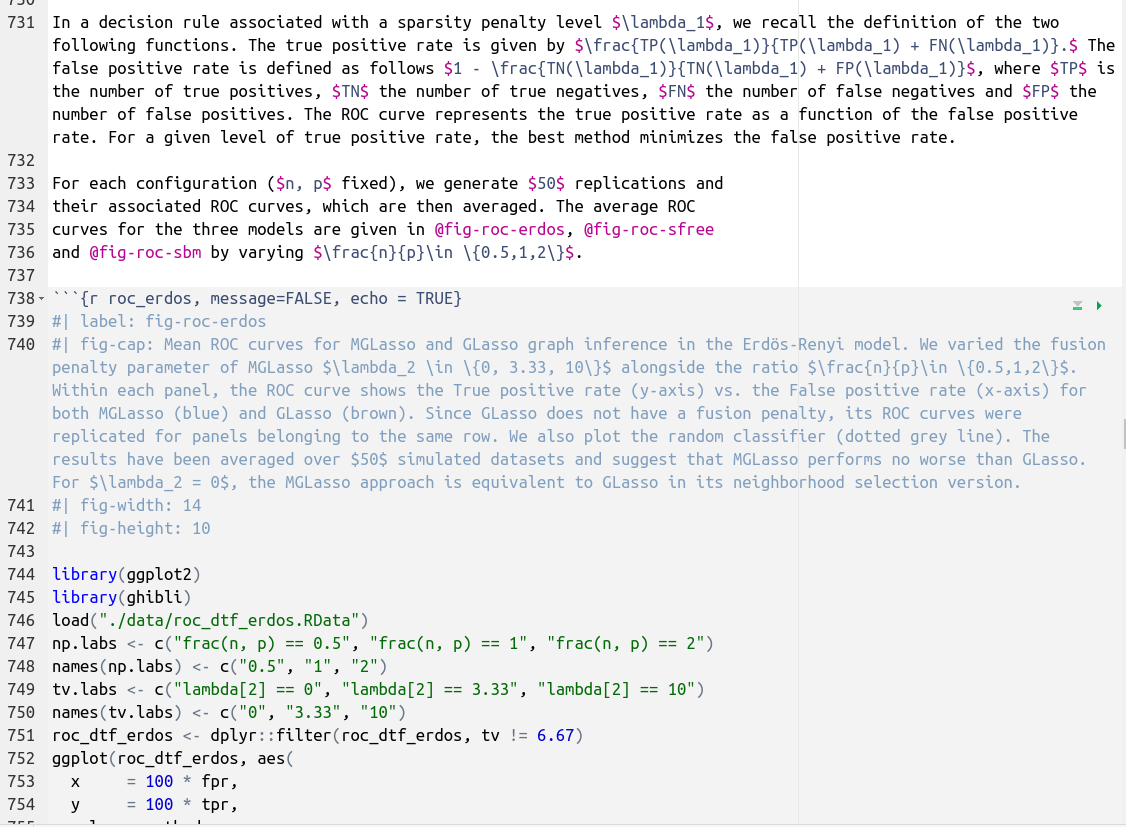 731 In a decision rule associated with a sparsity penalty level $\lambda_1$, we recall the definition of the two
following functions. The true positive rate is given by $\frac{TP(\lambda_1)}{TP(\lambda_1) + FN(\lambda_1)}.$ The
false positive rate is defined as follows $1 - \frac{TN(\lambda_1)}{TN(\lambda_1) + FP(\lambda_1)}$, where $TP$ is
the number of true positives, $TN$ the number of true negatives, $FN$ the number of false negatives and $FP$ the
number of false positives. The ROC curve represents the true positive rate as a function of the false positive
rate. For a given level of true positive rate, the best method minimizes the false positive rate.
732
733 For each configuration ($n, p$ fixed), we generate $50$ replications and
734 their associated ROC curves, which are then averaged. The average ROC
735 curves for the three models are given in @fig-roc-erdos, @fig-roc-sfree
736 and @fig-roc-sbm by varying $\frac{n}{p}\in \{0.5,1,2\}$.
737
738 ```{r roc_erdos, message=FALSE, echo = TRUE}
739 #| label: fig-roc-erdos
740 #| fig-cap: Mean ROC curves for MGLasso and GLasso graph inference in the Erdös-Renyi model. We varied the fusion
penalty parameter of MGLasso $\lambda_2 \in \{0, 3.33, 10\}$ alongside the ratio $\frac{n}{p}\in \{0.5,1,2\}$.
Within each panel, the ROC curve shows the True positive rate (y-axis) vs. the False positive rate (x-axis) for
both MGLasso (blue) and GLasso (brown). Since GLasso does not have a fusion penalty, its ROC curves were
replicated for panels belonging to the same row. We also plot the random classifier (dotted grey line). The
results have been averaged over $50$ simulated datasets and suggest that MGLasso performs no worse than GLasso.
For $\lambda_2 = 0$, the MGLasso approach is equivalent to GLasso in its neighborhood selection version.
741 #| fig-width: 14
742 #| fig-height: 10
743
744 library(ggplot2)
745 library(ghibli)
746 load("./data/roc_dtf_erdos.RData")
747 np.labs <- c("frac(n, p) == 0.5", "frac(n, p) == 1", "frac(n, p) == 2")
748 names(np.labs) <- c("0.5", "1", "2")
749 tv.labs <- c("lambda[2] == 0", "lambda[2] == 3.33", "lambda[2] == 10")
750 names(tv.labs) <- c("0", "3.33", "10")
751 roc_dtf_erdos <- dplyr::filter(roc_dtf_erdos, tv != 6.67)
752 ggplot(roc_dtf_erdos, aes(
753   x     = 100 * fpr,
754   y     = 100 * tpr,